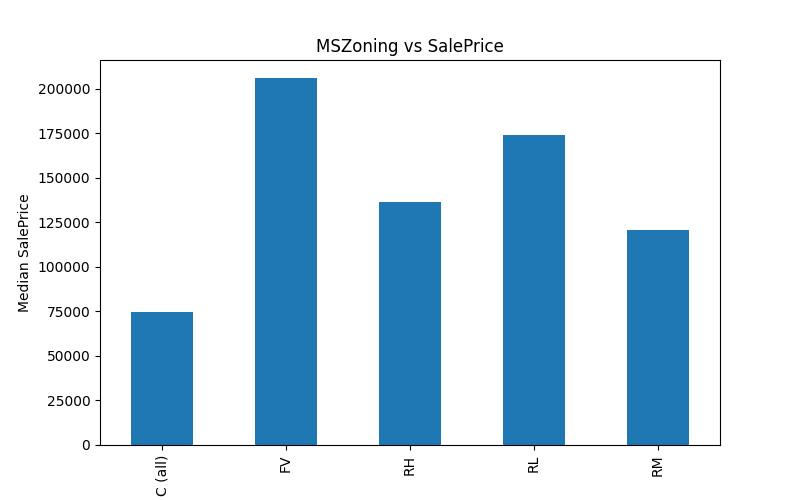 MSZoning vs SalePrice
Median SalePrice
200000
175000
150000
125000
100000
75000
50000
25000
0
C (all)
FV
RH
RL
RM